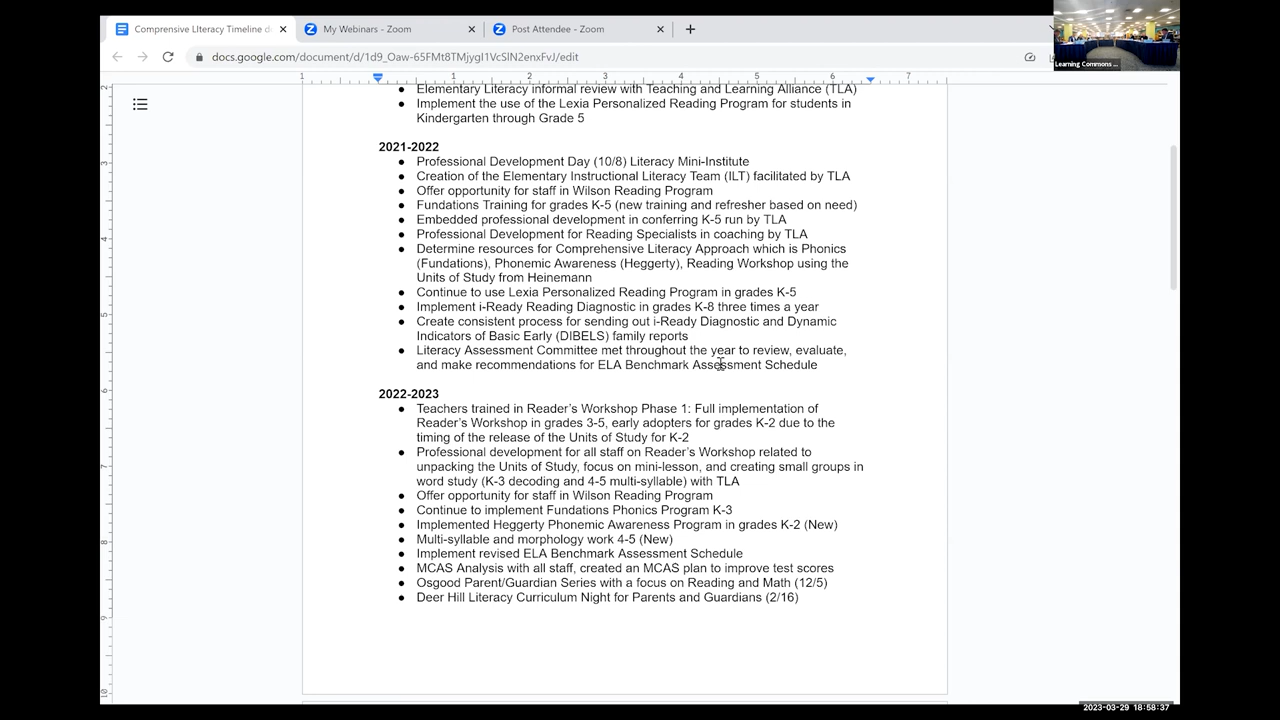 Comprensive LIteracy Timeline d
My Webinars - Zoom
Post Attendee - Zoom
docs.google.com/document/d/1d9_Oaw-65FMt8TMjygI1VcSlN2enxFvJ/edit
Learning Commons ...
1 1 2 3 4 5 6 7
Elementary Literacy informal review with Teaching and Learning Alliance (TLA)
Implement the use of the Lexia Personalized Reading Program for students in
Kindergarten through Grade 5
2021-2022
● Professional Development Day (10/8) Literacy Mini-Institute
● Creation of the Elementary Instructional Literacy Team (ILT) facilitated by TLA
● Offer opportunity for staff in Wilson Reading Program
● Fundations Training for grades K-5 (new training and refresher based on need)
● Embedded professional development in conferring K-5 run by TLA
● Professional Development for Reading Specialists in coaching by TLA
● Determine resources for Comprehensive Literacy Approach which is Phonics
(Fundations), Phonemic Awareness (Heggerty), Reading Workshop using the
Units of Study from Heinemann
● Continue to use Lexia Personalized Reading Program in grades K-5
● Implement i-Ready Reading Diagnostic in grades K-8 three times a year
● Create consistent process for sending out i-Ready Diagnostic and Dynamic
Indicators of Basic Early (DIBELS) family reports
● Literacy Assessment Committee met throughout the year to review, evaluate,
and make recommendations for ELA Benchmark Assessment Schedule
2022-2023
● Teachers trained in Reader's Workshop Phase 1: Full implementation of
Reader's Workshop in grades 3-5, early adopters for grades K-2 due to the
timing of the release of the Units of Study for K-2
● Professional development for all staff on Reader's Workshop related to
unpacking the Units of Study, focus on mini-lesson, and creating small groups in
word study (K-3 decoding and 4-5 multi-syllable) with TLA
● Offer opportunity for staff in Wilson Reading Program
● Continue to implement Fundations Phonics Program K-3
● Implemented Heggerty Phonemic Awareness Program in grades K-2 (New)
● Multi-syllable and morphology work 4-5 (New)
● Implement revised ELA Benchmark Assessment Schedule
● MCAS Analysis with all staff, created an MCAS plan to improve test scores
● Osgood Parent/Guardian Series with a focus on Reading and Math (12/5)
● Deer Hill Literacy Curriculum Night for Parents and Guardians (2/16)
2023-03-29 18:58:37